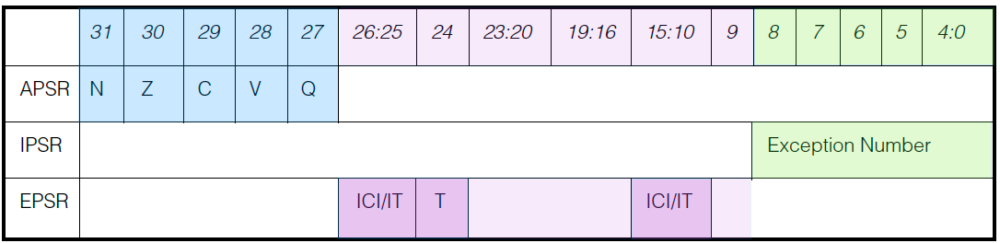 31 30 29 28 27 26:25 24 23:20 19:16 15:10 9 8 7 6 5 4:0
APSR N Z C V Q
IPSR Exception Number
EPSR ICI/IT T ICI/IT